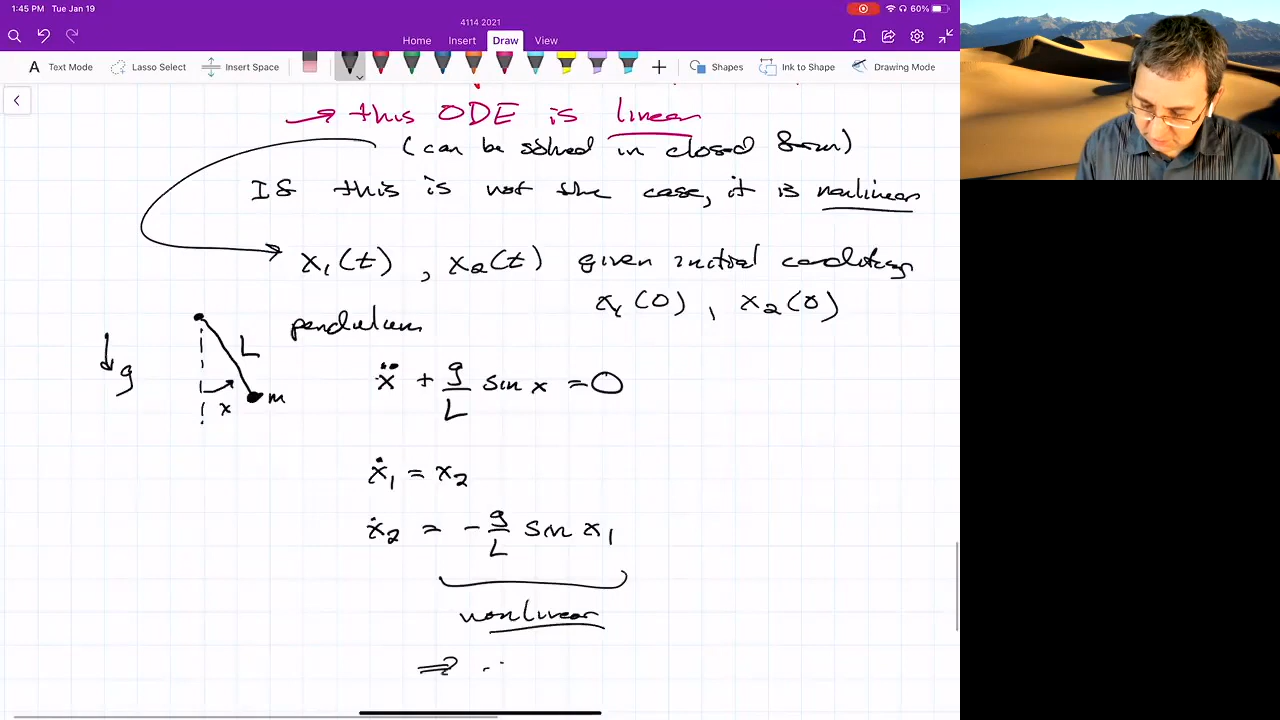 1:45 PM Tue Jan 19
60%
4114 2021
Home Insert Draw View
Text Mode Lasso Select Insert Space Shapes Ink to Shape Drawing Mode
→ this ODE is linear
(can be solved in closed form)
If this is not the case, it is nonlinear
x₁(t), x₂(t) given initial conditions
x₁(0), x₂(0)
pendulum
L
↓g
m
x
ẍ + g/L sin x = 0
ẋ₁ = x₂
ẋ₂ = -g/L sin x₁
nonlinear
⇒